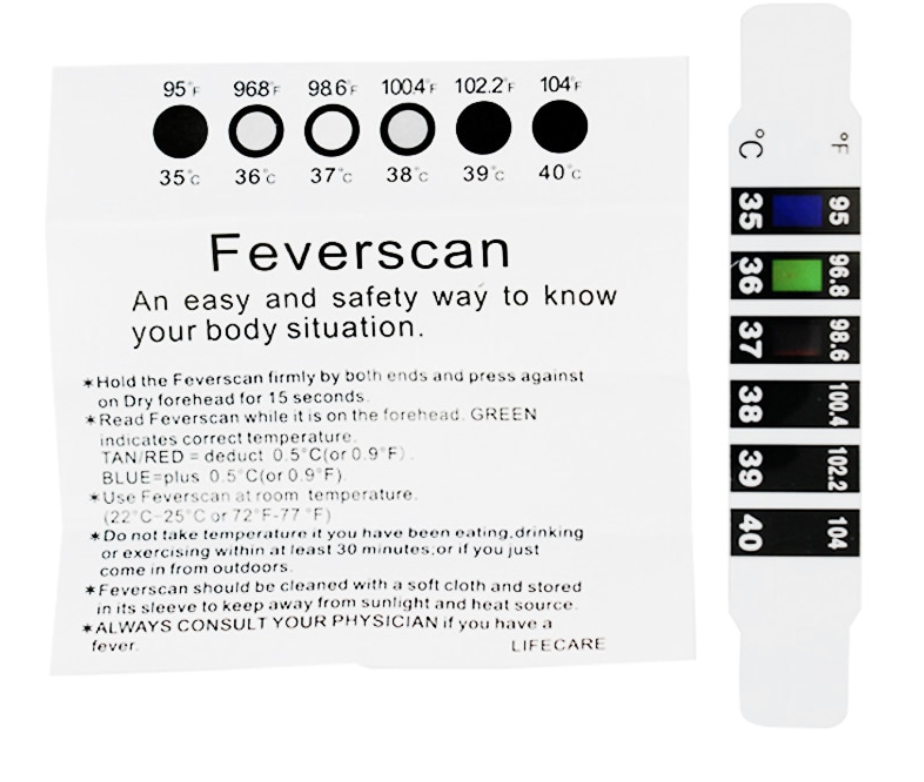 95°F 96.8°F 98.6°F 100.4°F 102.2°F 104°F
35°C 36°C 37°C 38°C 39°C 40°C
Feverscan
An easy and safety way to know
your body situation.
*Hold the Feverscan firmly by both ends and press against
on Dry forehead for 15 seconds.
*Read Feverscan while it is on the forehead. GREEN
indicates correct temperature.
TAN/RED = deduct 0.5°C(or 0.9°F).
BLUE=plus 0.5°C(or 0.9°F).
*Use Feverscan at room temperature.
(22°C-25°C or 72°F-77 °F)
*Do not take temperature it you have been eating,drinking
or exercising within at least 30 minutes;or if you just
come in from outdoors.
*Feverscan should be cleaned with a soft cloth and stored
in its sleeve to keep away from sunlight and heat source.
*ALWAYS CONSULT YOUR PHYSICIAN if you have a
fever.
LIFECARE
°C °F
35 95
36 96.8
37 98.6
38 100.4
39 102.2
40 104